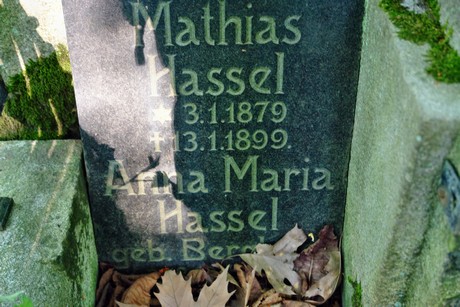 Mathias
Hassel
* 3.1.1879
✝ 13.1.1899.
Anna Maria
Hassel
geb.